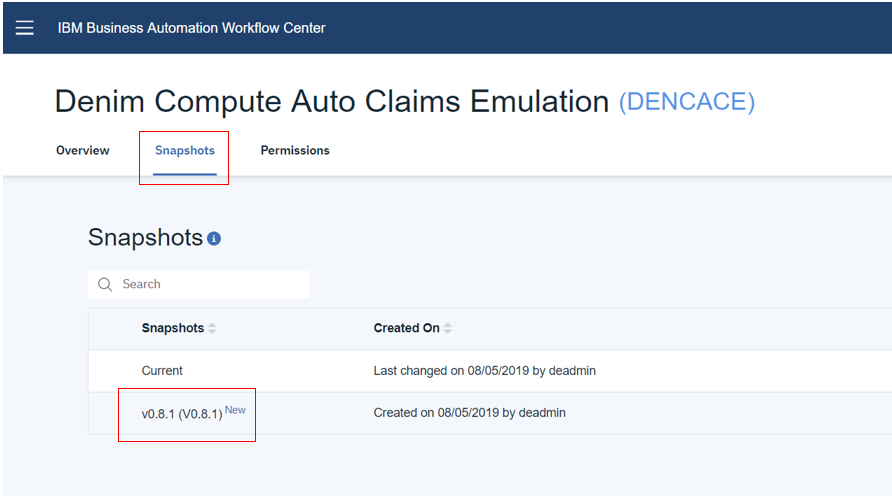 IBM Business Automation Workflow Center
Denim Compute Auto Claims Emulation (DENCACE)
Overview Snapshots Permissions
Snapshots
Search
Snapshots Created On
Current Last changed on 08/05/2019 by deadmin
v0.8.1 (V0.8.1) New Created on 08/05/2019 by deadmin